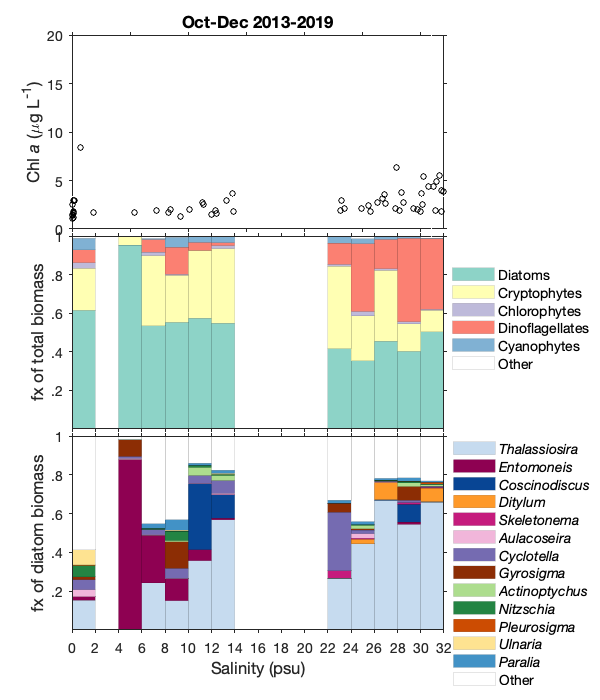 Oct-Dec 2013-2019
20
15
10
5
0
Chl a (μg L⁻¹)
1
.8
.6
.4
.2
fx of total biomass
Diatoms
Cryptophytes
Chlorophytes
Dinoflagellates
Cyanophytes
Other
1
.8
.6
.4
.2
fx of diatom biomass
0 2 4 6 8 10 12 14 16 18 20 22 24 26 28 30 32
Salinity (psu)
Thalassiosira
Entomoneis
Coscinodiscus
Ditylum
Skeletonema
Aulacoseira
Cyclotella
Gyrosigma
Actinoptychus
Nitzschia
Pleurosigma
Ulnaria
Paralia
Other